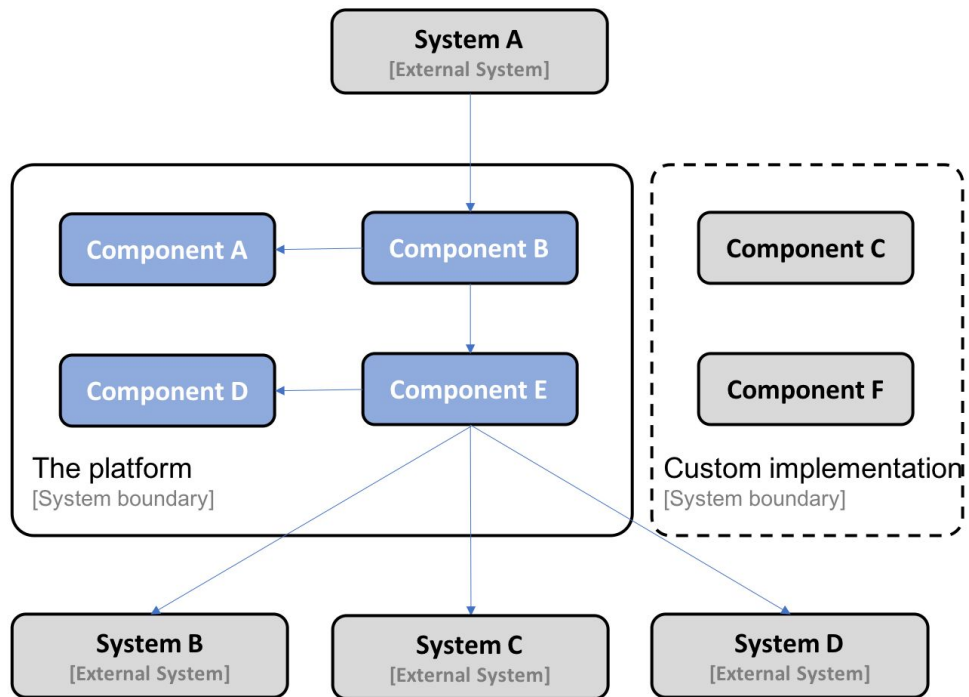 System A
[External System]
Component A
Component B
Component C
Component D
Component E
Component F
The platform
[System boundary]
Custom implementation
[System boundary]
System B
[External System]
System C
[External System]
System D
[External System]